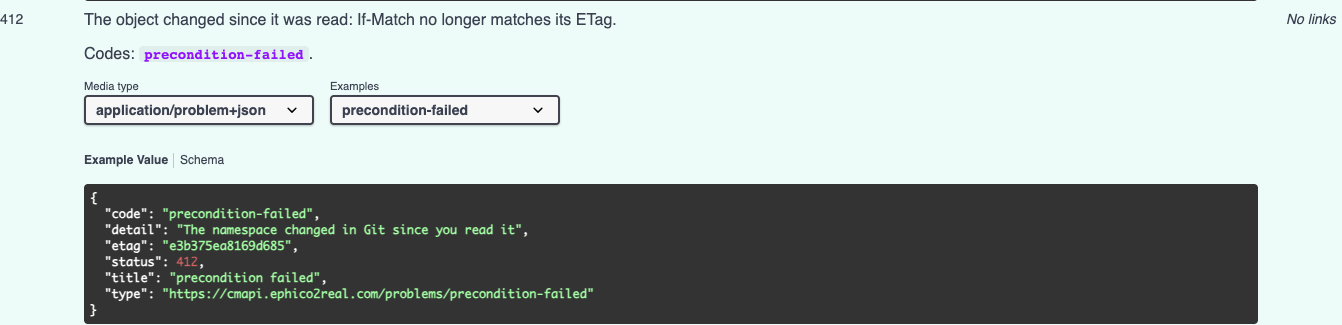 412 The object changed since it was read: If-Match no longer matches its ETag. No links
Codes: precondition-failed .
Media type Examples
application/problem+json precondition-failed
Example Value Schema
{
  "code": "precondition-failed",
  "detail": "The namespace changed in Git since you read it",
  "etag": "e3b375ea8169d685",
  "status": 412,
  "title": "precondition failed",
  "type": "https://cmapi.ephico2real.com/problems/precondition-failed"
}